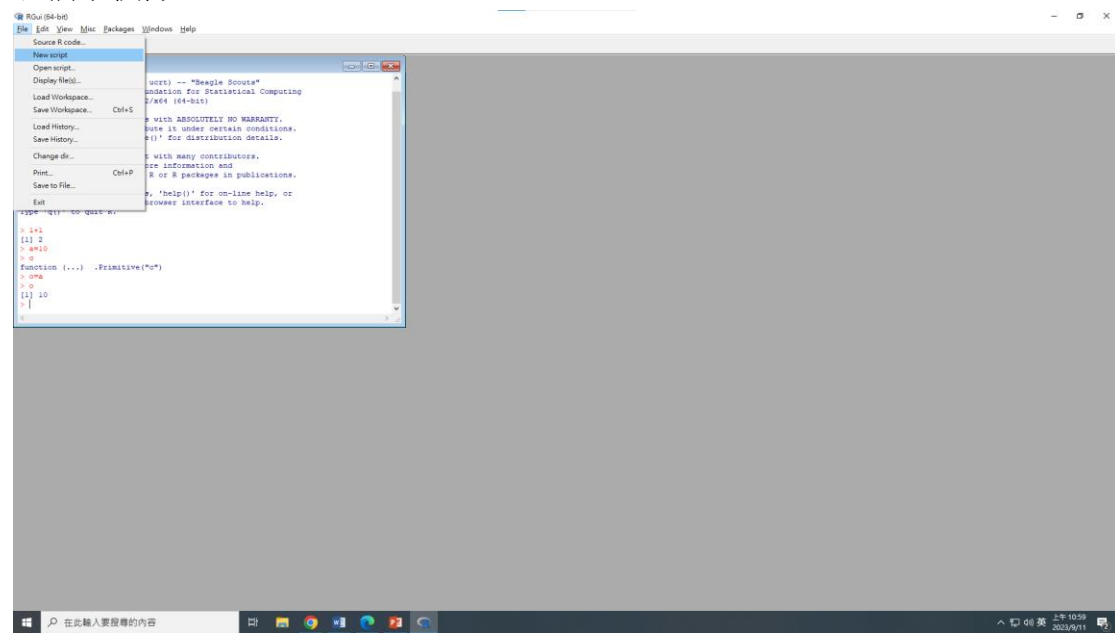 RGui (64-bit)
File Edit View Misc Packages Windows Help
Source R code...
New script
Open script...
Display file(s)...
Load Workspace...
Save Workspace... Ctrl+S
Load History...
Save History...
Change dir...
Print... Ctrl+P
Save to File...
Exit
ucrt) -- "Beagle Scouts"
undation for Statistical Computing
2/x64 (64-bit)
s with ABSOLUTELY NO WARRANTY.
bute it under certain conditions.
e()' for distribution details.
t with many contributors.
ore information and
R or R packages in publications.
s, 'help()' for on-line help, or
browser interface to help.
Type 'q()' to quit R.
> 1+1
[1] 2
> a=10
> c
function (...) .Primitive("c")
> o=a
> o
[1] 10
>
在此輸入要搜尋的內容
英
上午 10:59
2023/9/11